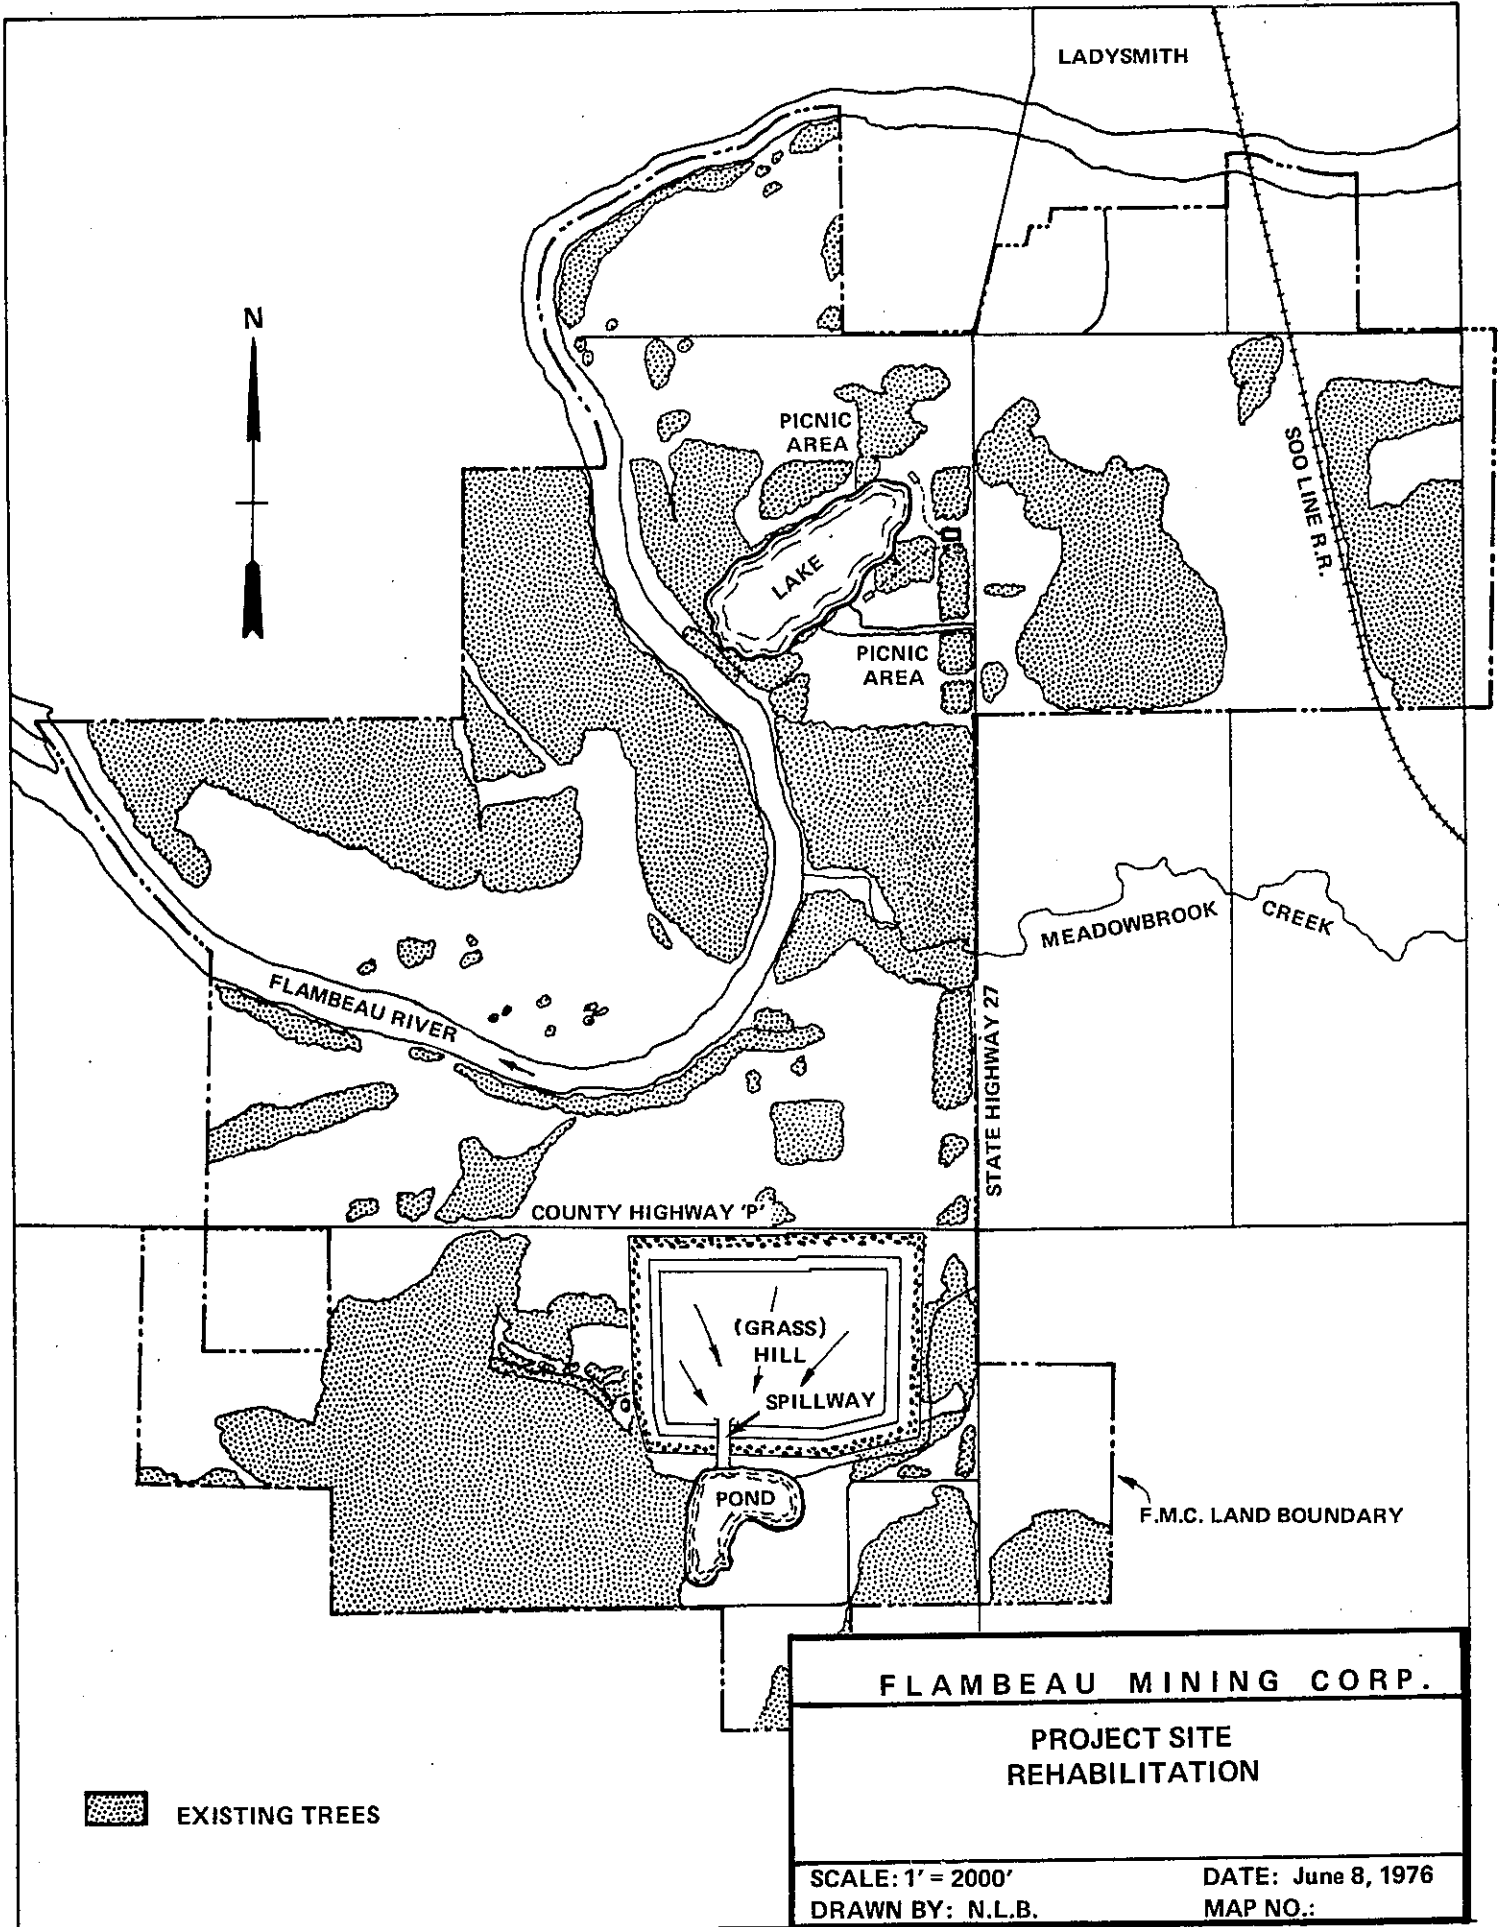 LADYSMITH
N
PICNIC
AREA
SOO LINE R.R.
LAKE
PICNIC
AREA
MEADOWBROOK CREEK
FLAMBEAU RIVER
STATE HIGHWAY 27
COUNTY HIGHWAY 'P'
(GRASS)
HILL
SPILLWAY
POND
F.M.C. LAND BOUNDARY
FLAMBEAU MINING CORP.
PROJECT SITE
REHABILITATION
EXISTING TREES
SCALE: 1' = 2000'
DATE: June 8, 1976
DRAWN BY: N.L.B.
MAP NO.: